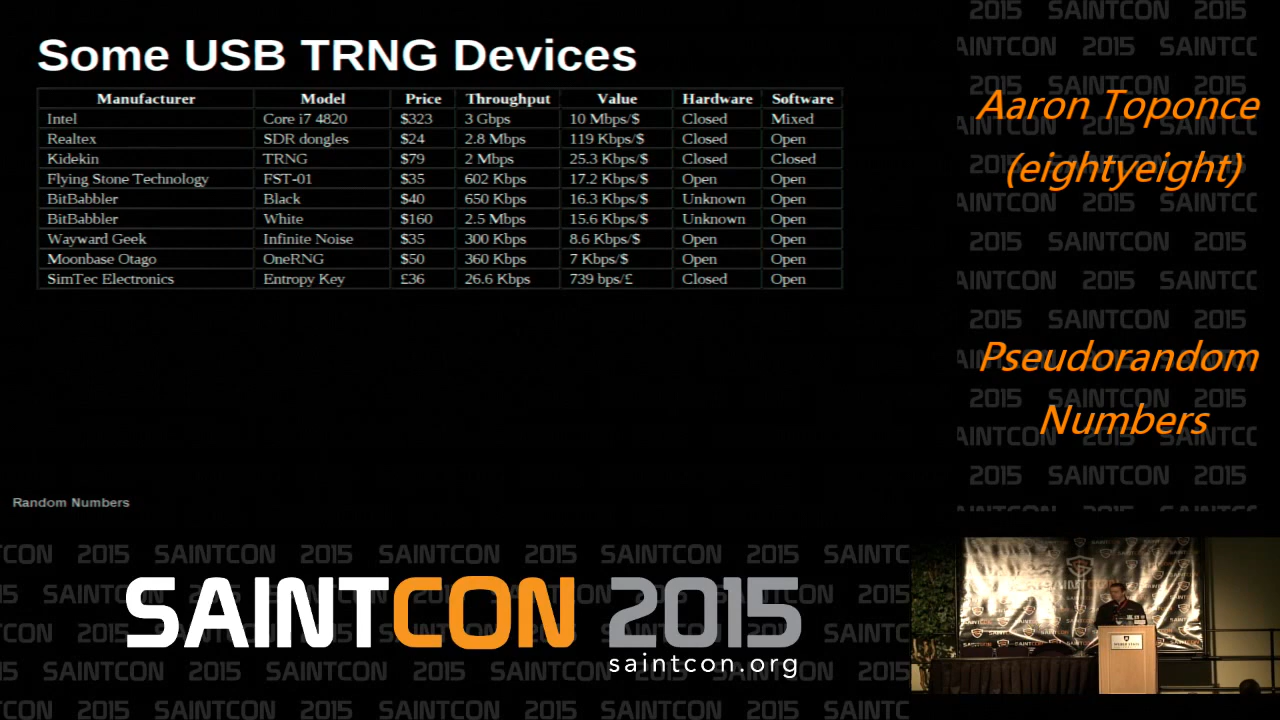 Some USB TRNG Devices
Manufacturer Model Price Throughput Value Hardware Software
Intel Core i7 4820 $323 3 Gbps 10 Mbps/$ Closed Mixed
Realtex SDR dongles $24 2.8 Mbps 119 Kbps/$ Closed Open
Kidekin TRNG $79 2 Mbps 25.3 Kbps/$ Closed Closed
Flying Stone Technology FST-01 $35 602 Kbps 17.2 Kbps/$ Open Open
BitBabbler Black $40 650 Kbps 16.3 Kbps/$ Unknown Open
BitBabbler White $160 2.5 Mbps 15.6 Kbps/$ Unknown Open
Wayward Geek Infinite Noise $35 300 Kbps 8.6 Kbps/$ Open Open
Moonbase Otago OneRNG $50 360 Kbps 7 Kbps/$ Open Open
SimTec Electronics Entropy Key £36 26.6 Kbps 739 bps/£ Closed Open
Random Numbers
Aaron Toponce
(eightyeight)
Pseudorandom
Numbers
SAINTCON 2015
saintcon.org